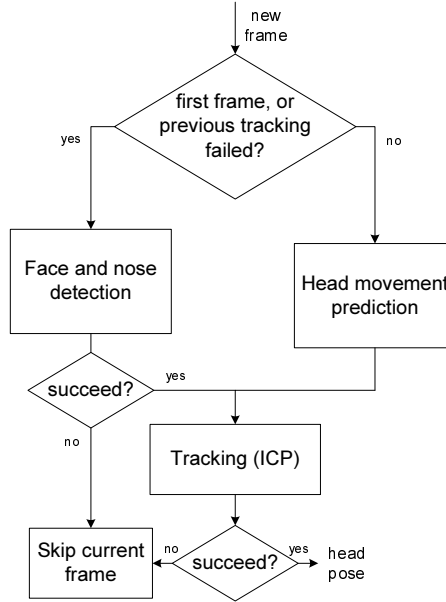 new
frame
first frame, or
previous tracking
failed?
yes
no
Face and nose
detection
Head movement
prediction
succeed?
yes
no
Tracking (ICP)
Skip current
frame
no
succeed?
yes
head
pose